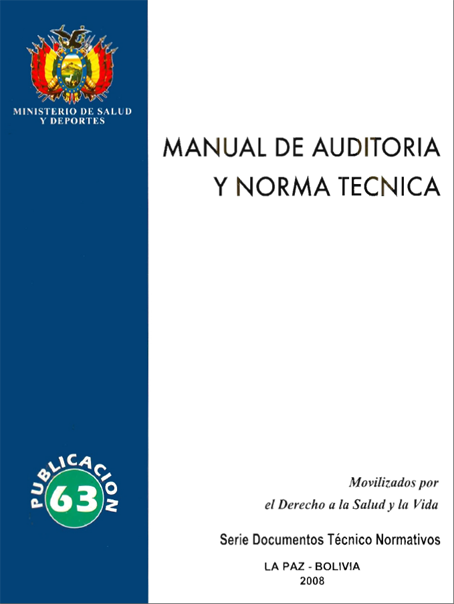 MINISTERIO DE SALUD
Y DEPORTES
MANUAL DE AUDITORIA
Y NORMA TECNICA
PUBLICACION
63
Movilizados por
el Derecho a la Salud y la Vida
Serie Documentos Técnico Normativos
LA PAZ - BOLIVIA
2008